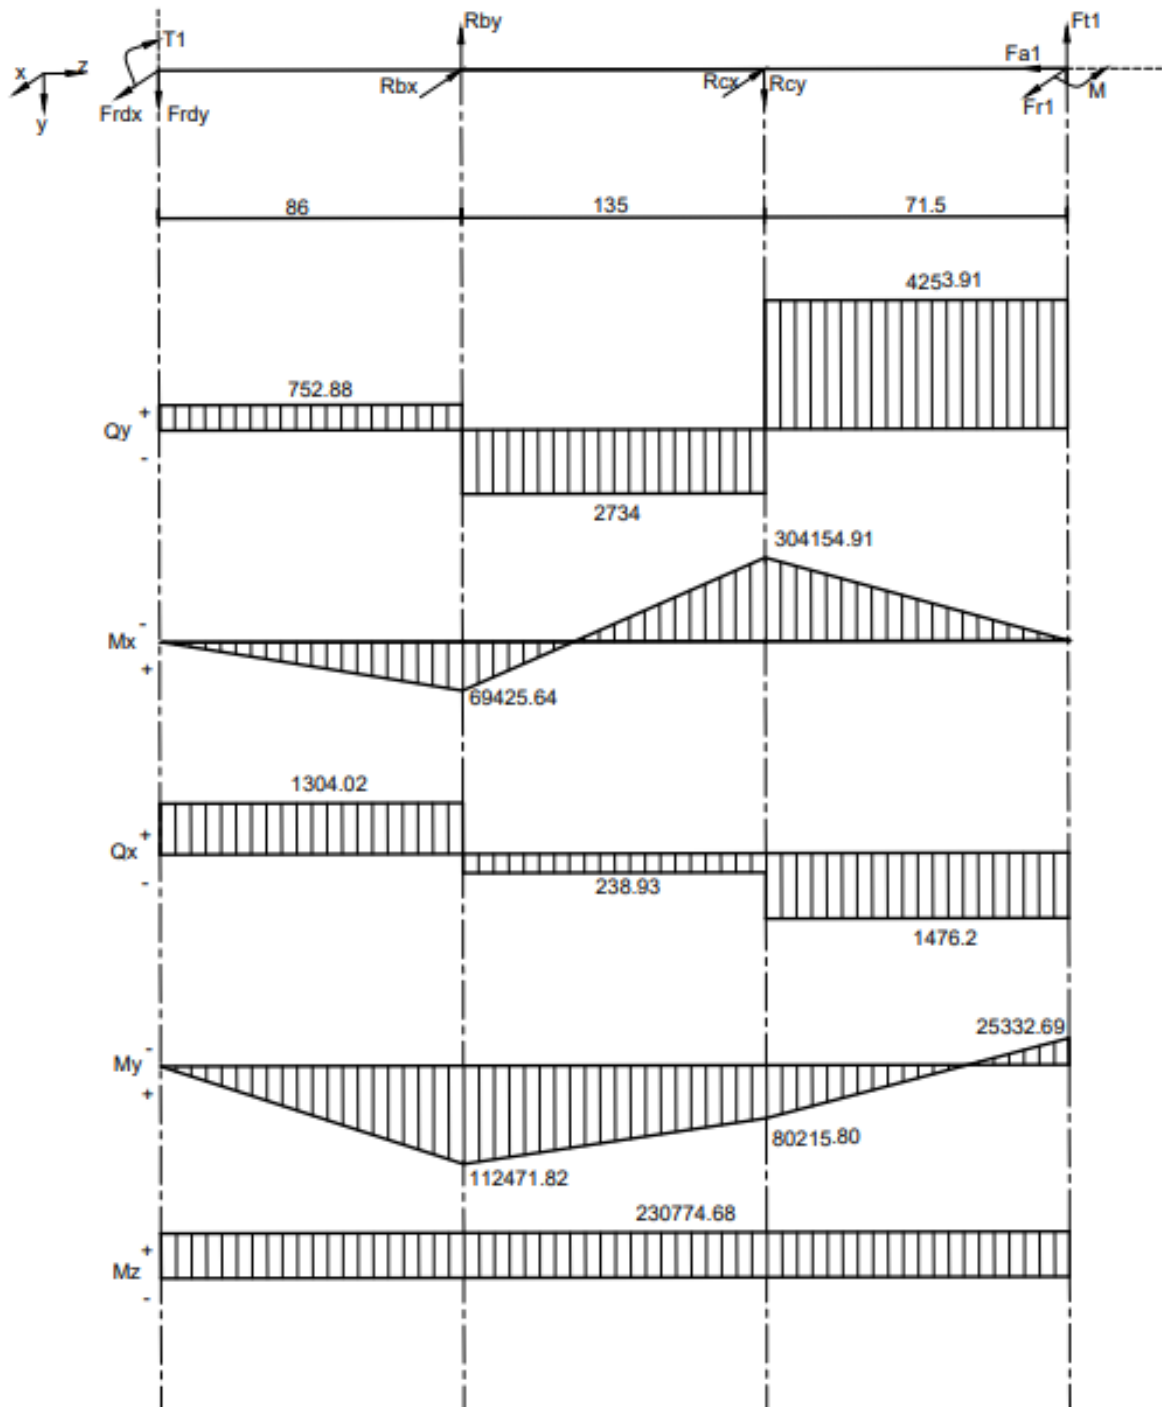 Rby
Ft1
T1
Fa1
x
z
Rbx
Rcx
Rcy
M
Frdx
Frdy
Fr1
y
86
135
71.5
4253.91
752.88
+
Qy
-
2734
304154.91
-
Mx
+
69425.64
1304.02
+
Qx
-
238.93
1476.2
25332.69
-
My
+
80215.80
112471.82
230774.68
+
Mz
-